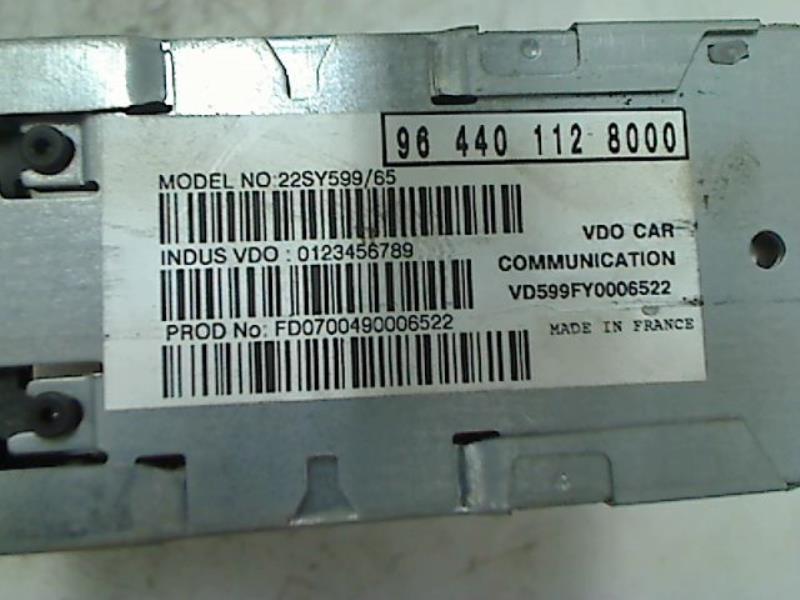 96 440 112 8000
MODEL NO:22SY599/65
INDUS VDO : 0123456789
VDO CAR
COMMUNICATION
VD599FY0006522
PROD No: FD0700490006522
MADE IN FRANCE